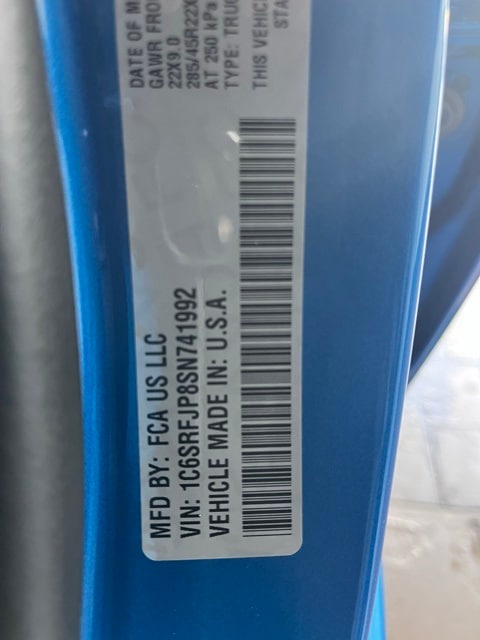 MFD BY: FCA US LLC
VIN: 1C6SRFJP8SN741992
VEHICLE MADE IN: U.S.A.
DATE OF M
GAWR FRO
22X9.0
285/45R22X
AT 250 kPa
TYPE: TRUC
THIS VEHIC
STA